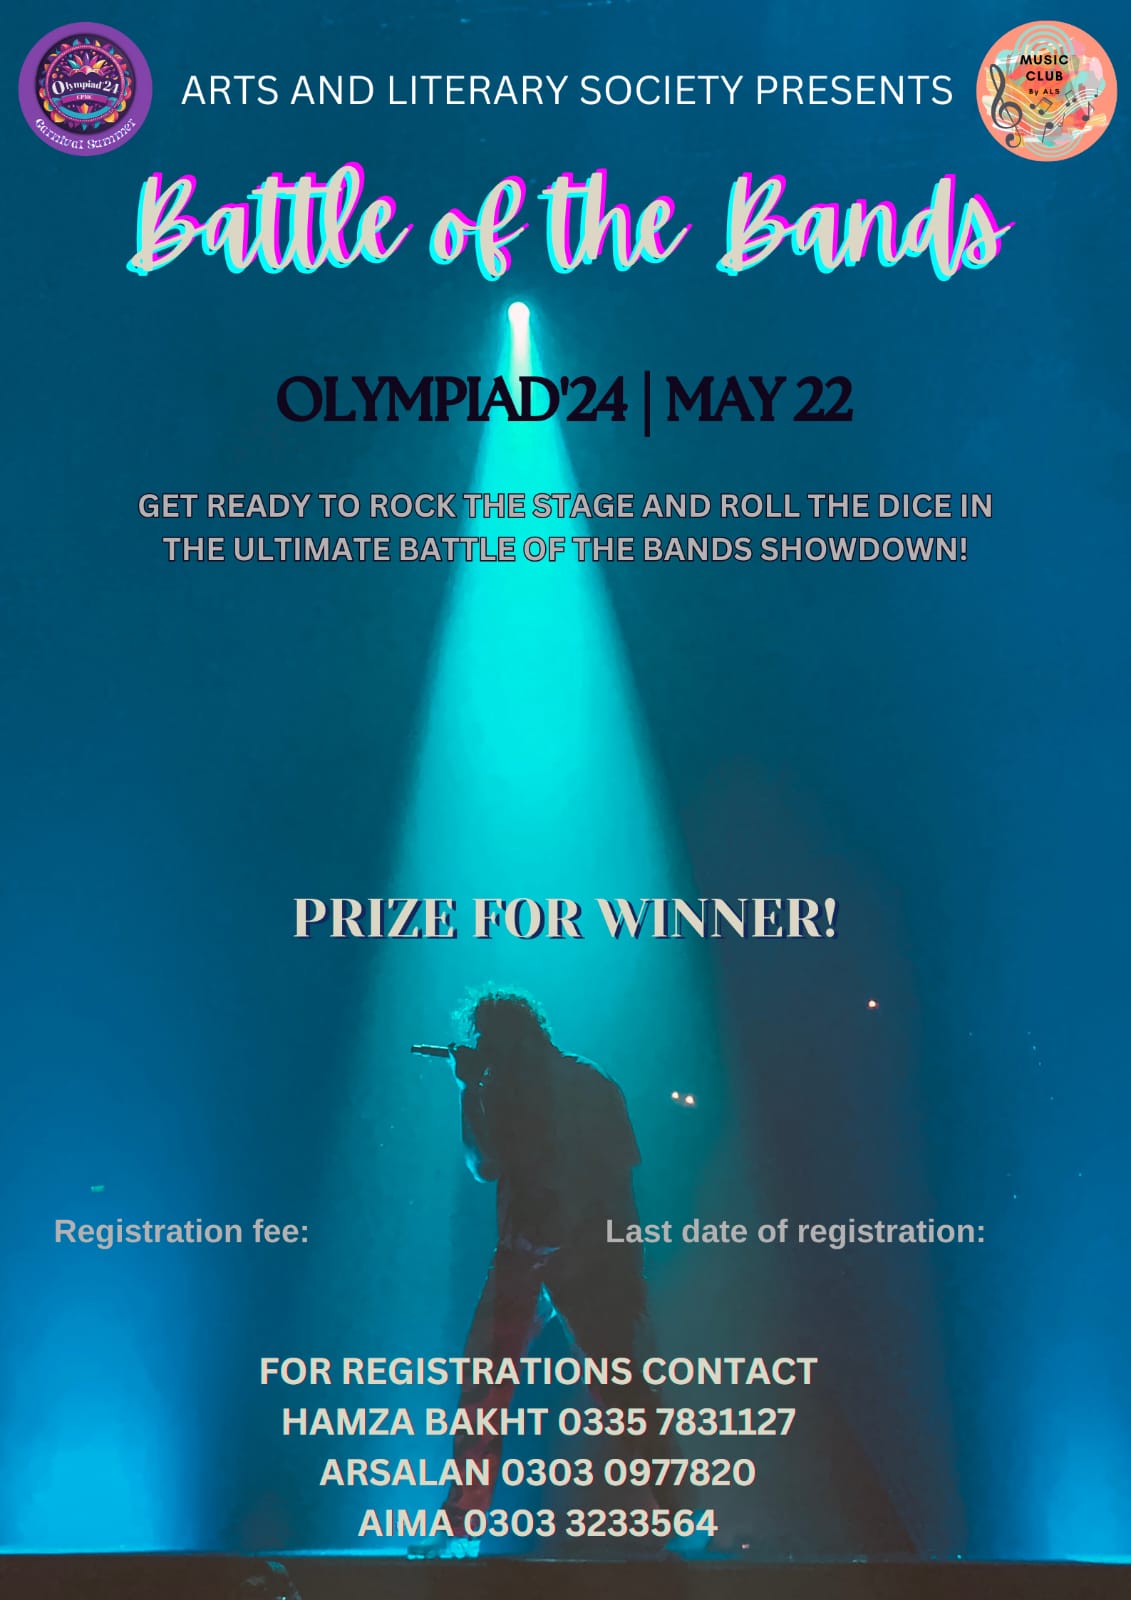 Olympiad'24
CPMC
Carnival Summer
ARTS AND LITERARY SOCIETY PRESENTS
MUSIC
CLUB
By ALS
Battle of the Bands
OLYMPIAD'24 | MAY 22
GET READY TO ROCK THE STAGE AND ROLL THE DICE IN
THE ULTIMATE BATTLE OF THE BANDS SHOWDOWN!
PRIZE FOR WINNER!
Registration fee:
Last date of registration:
FOR REGISTRATIONS CONTACT
HAMZA BAKHT 0335 7831127
ARSALAN 0303 0977820
AIMA 0303 3233564